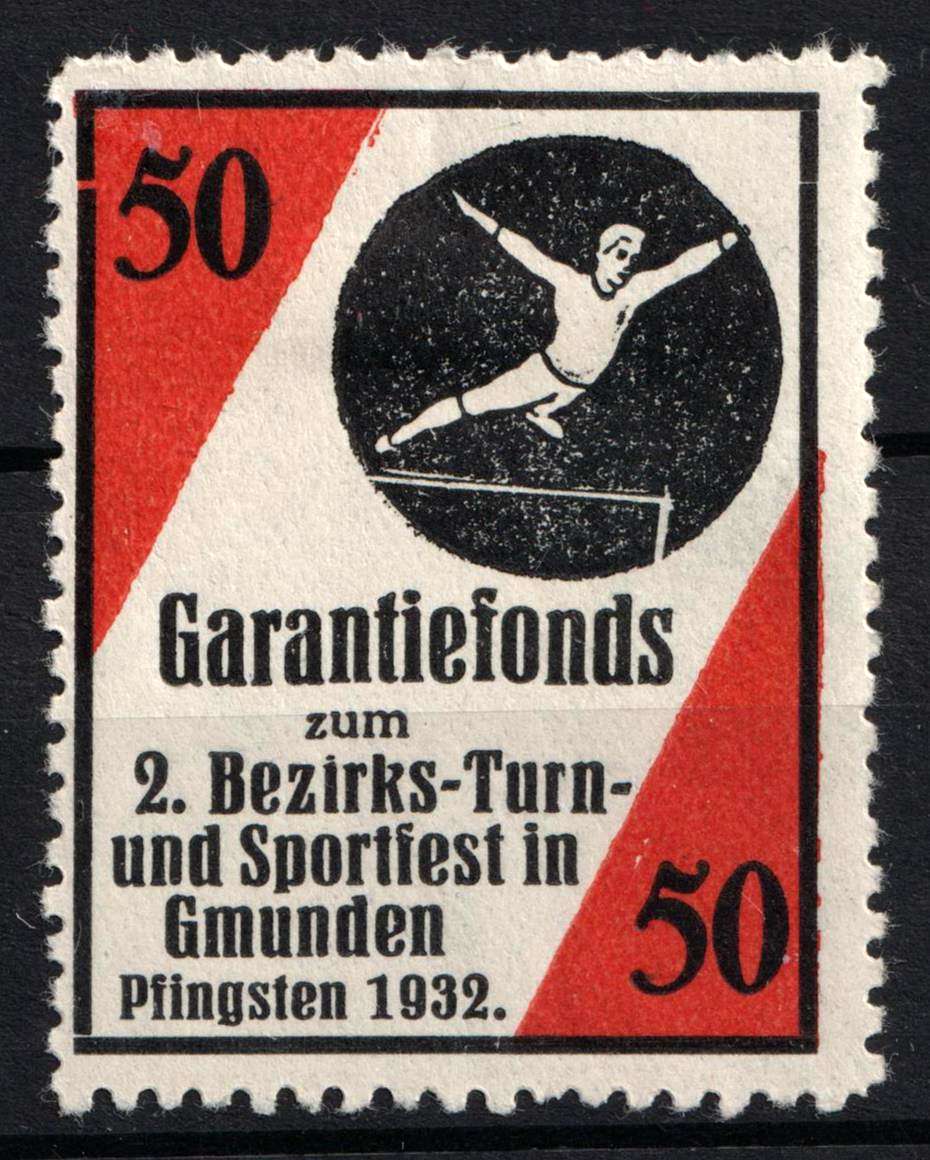 50
Garantiefonds
zum
2. Bezirks-Turn-
und Sportfest in
Gmunden
Pfingsten 1932.
50